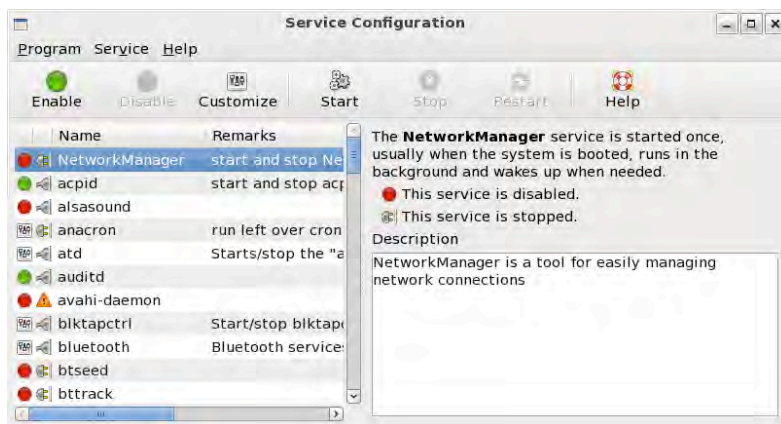 Service Configuration
Program Service Help
Enable Disable Customize Start Stop Restart Help
Name Remarks
NetworkManager start and stop Ne
acpid start and stop acp
alsasound
anacron run left over cron
atd Starts/stop the "a
auditd
avahi-daemon
blktapctrl Start/stop blktap
bluetooth Bluetooth service
btseed
bttrack
The NetworkManager service is started once,
usually when the system is booted, runs in the
background and wakes up when needed.
This service is disabled.
This service is stopped.
Description
NetworkManager is a tool for easily managing
network connections